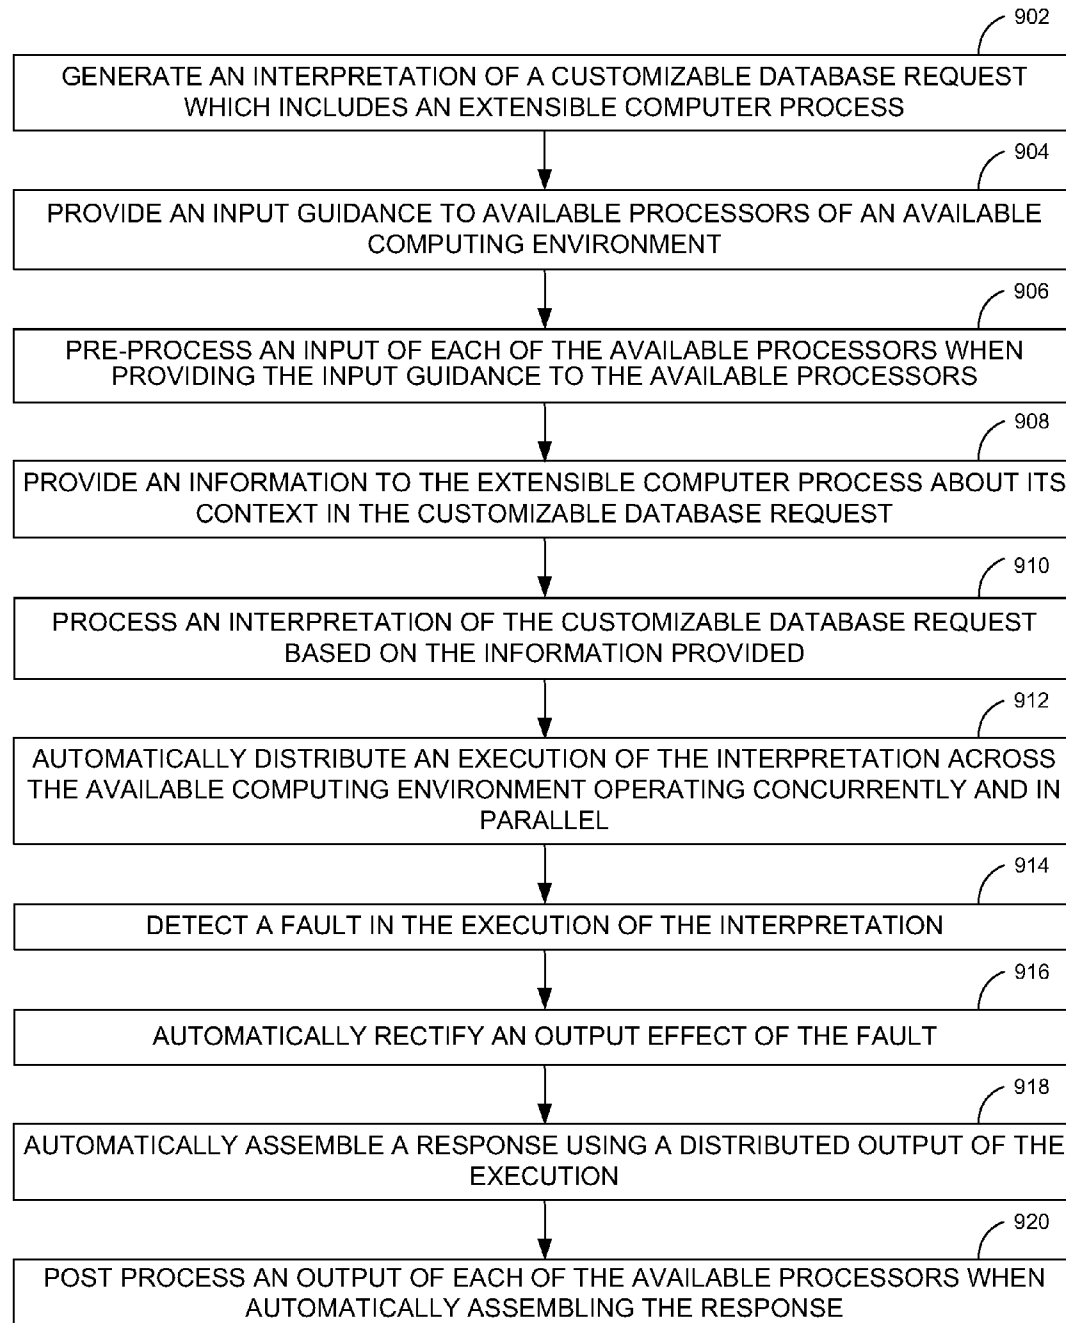 902
GENERATE AN INTERPRETATION OF A CUSTOMIZABLE DATABASE REQUEST
WHICH INCLUDES AN EXTENSIBLE COMPUTER PROCESS
904
PROVIDE AN INPUT GUIDANCE TO AVAILABLE PROCESSORS OF AN AVAILABLE
COMPUTING ENVIRONMENT
906
PRE-PROCESS AN INPUT OF EACH OF THE AVAILABLE PROCESSORS WHEN
PROVIDING THE INPUT GUIDANCE TO THE AVAILABLE PROCESSORS
908
PROVIDE AN INFORMATION TO THE EXTENSIBLE COMPUTER PROCESS ABOUT ITS
CONTEXT IN THE CUSTOMIZABLE DATABASE REQUEST
910
PROCESS AN INTERPRETATION OF THE CUSTOMIZABLE DATABASE REQUEST
BASED ON THE INFORMATION PROVIDED
912
AUTOMATICALLY DISTRIBUTE AN EXECUTION OF THE INTERPRETATION ACROSS
THE AVAILABLE COMPUTING ENVIRONMENT OPERATING CONCURRENTLY AND IN
PARALLEL
914
DETECT A FAULT IN THE EXECUTION OF THE INTERPRETATION
916
AUTOMATICALLY RECTIFY AN OUTPUT EFFECT OF THE FAULT
918
AUTOMATICALLY ASSEMBLE A RESPONSE USING A DISTRIBUTED OUTPUT OF THE
EXECUTION
920
POST PROCESS AN OUTPUT OF EACH OF THE AVAILABLE PROCESSORS WHEN
AUTOMATICALLY ASSEMBLING THE RESPONSE